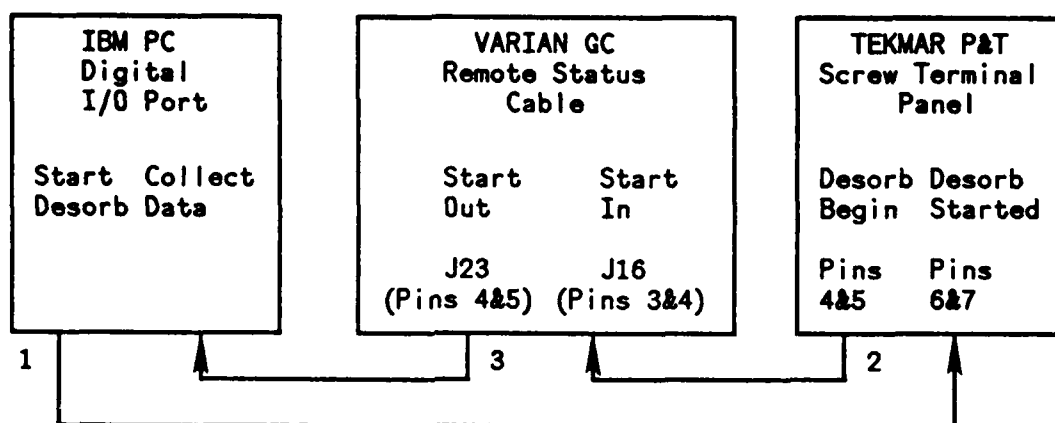 IBM PC
Digital
I/O Port
Start Collect
Desorb Data
VARIAN GC
Remote Status
Cable
Start Start
Out In
J23 J16
(Pins 4&5) (Pins 3&4)
TEKMAR P&T
Screw Terminal
Panel
Desorb Desorb
Begin Started
Pins Pins
4&5 6&7
1
3
2